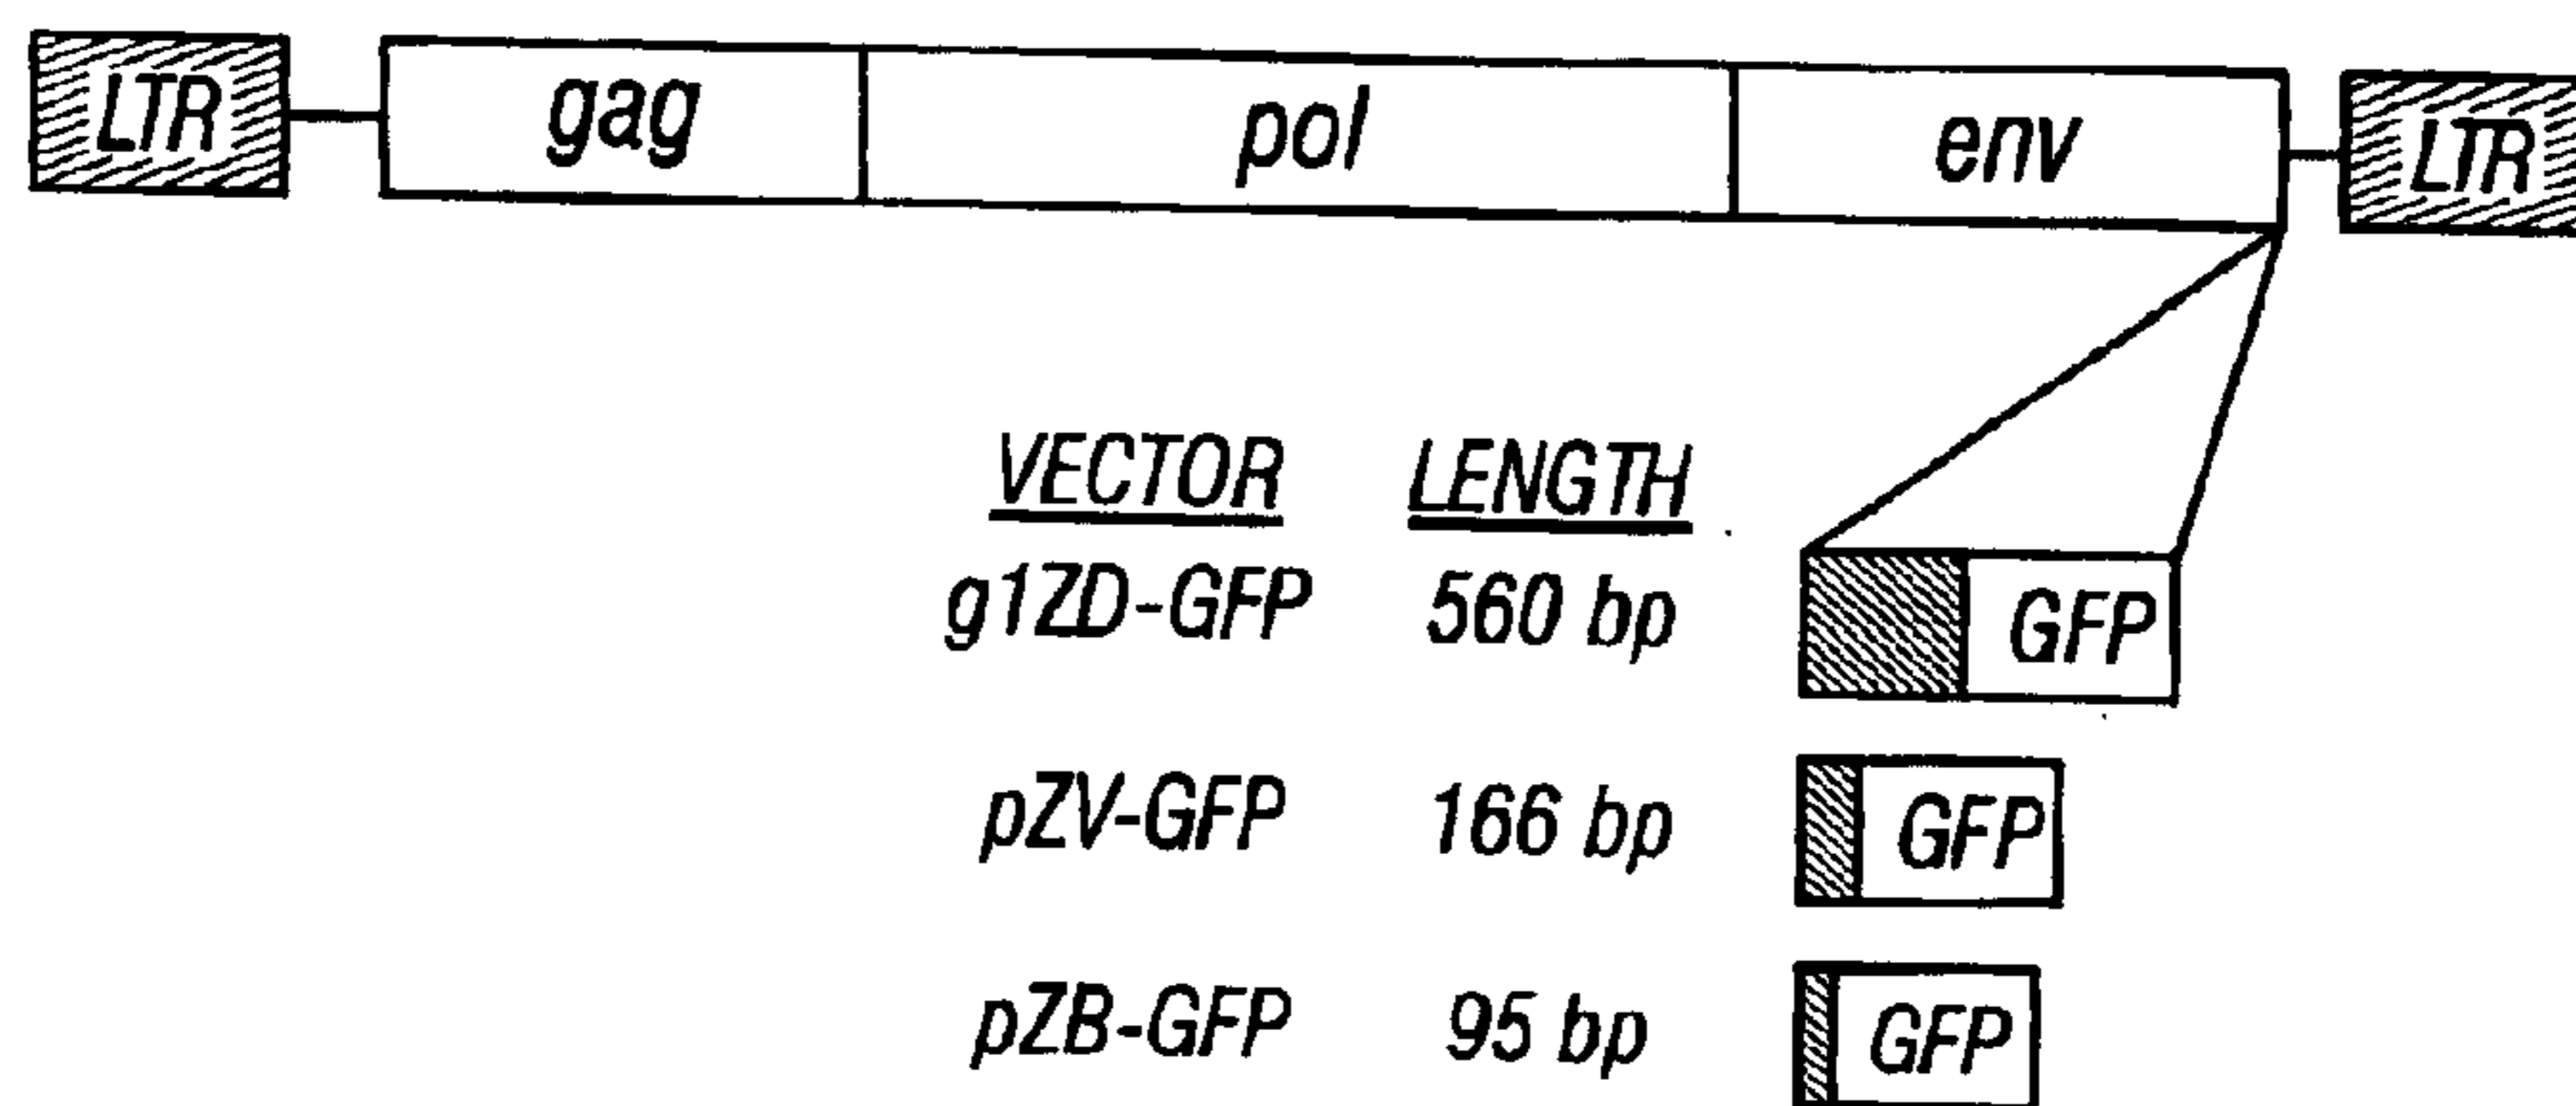 LTR gag pol env LTR
VECTOR LENGTH
g1ZD-GFP 560 bp GFP
pZV-GFP 166 bp GFP
pZB-GFP 95 bp GFP